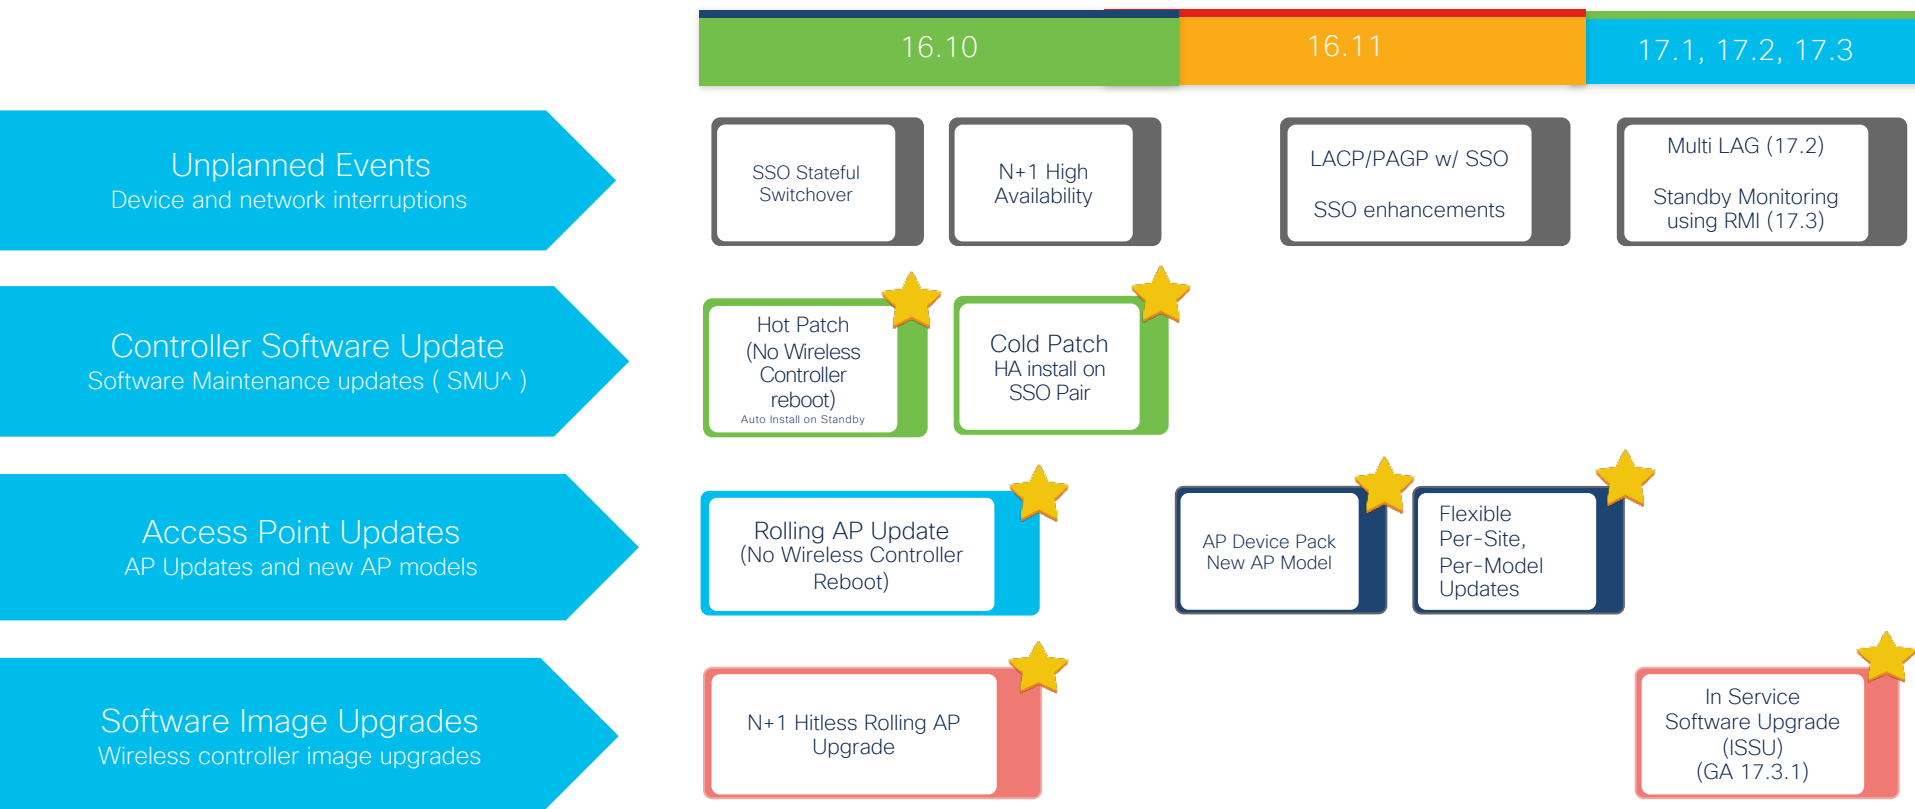 16.10
16.11
17.1, 17.2, 17.3
Unplanned Events
Device and network interruptions
SSO Stateful
Switchover
N+1 High
Availability
LACP/PAGP w/ SSO
SSO enhancements
Multi LAG (17.2)
Standby Monitoring
using RMI (17.3)
Controller Software Update
Software Maintenance updates ( SMU^ )
Hot Patch
(No Wireless
Controller
reboot)
Auto Install on Standby
Cold Patch
HA install on
SSO Pair
Access Point Updates
AP Updates and new AP models
Rolling AP Update
(No Wireless Controller
Reboot)
AP Device Pack
New AP Model
Flexible
Per-Site,
Per-Model
Updates
Software Image Upgrades
Wireless controller image upgrades
N+1 Hitless Rolling AP
Upgrade
In Service
Software Upgrade
(ISSU)
(GA 17.3.1)